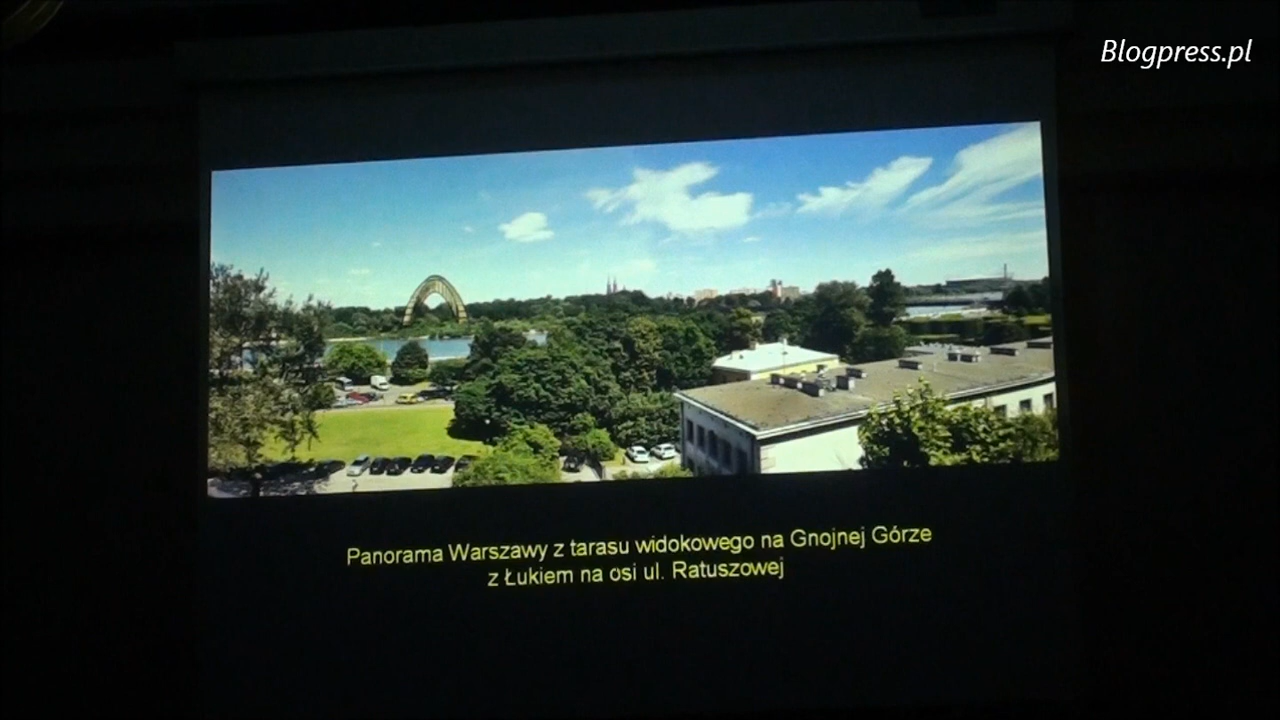 Blogpress.pl
Panorama Warszawy z tarasu widokowego na Gnojnej Górze
z Łukiem na osi ul. Ratuszowej